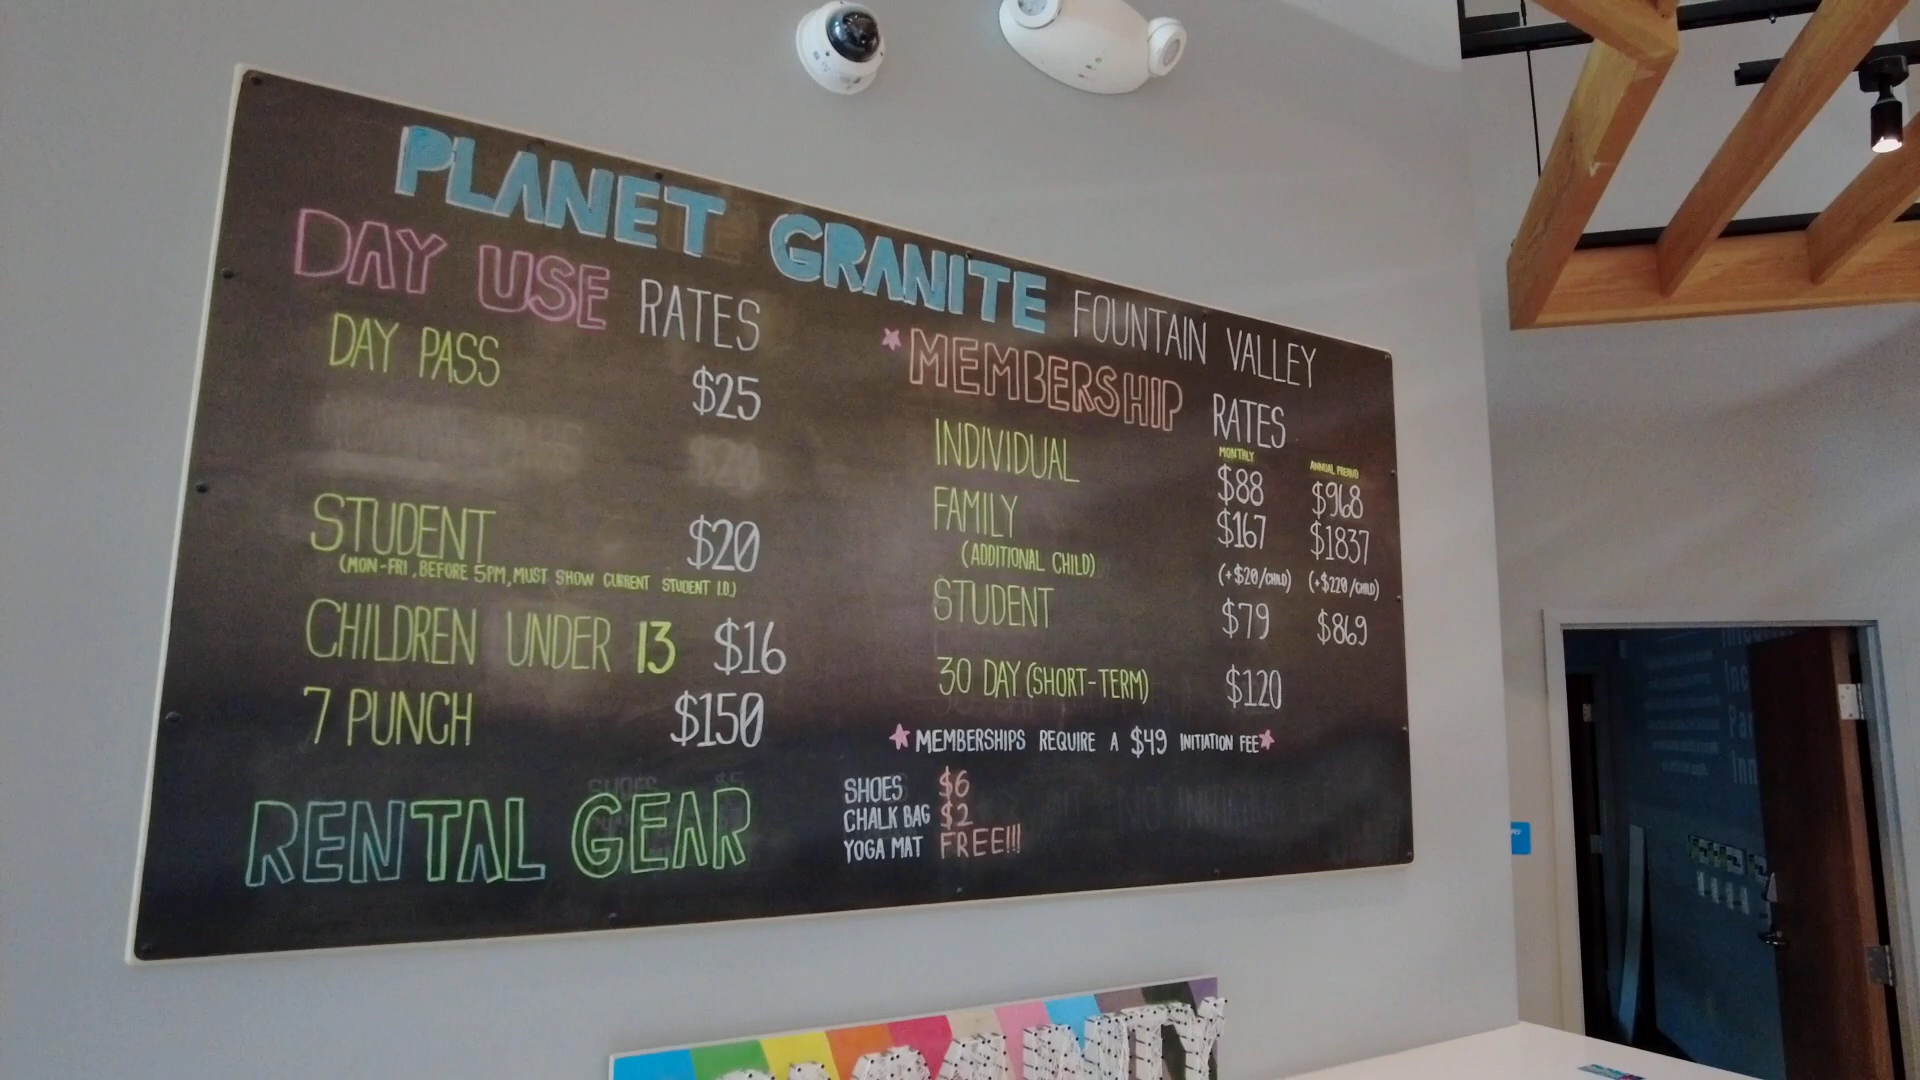 PLANET GRANITE FOUNTAIN VALLEY
DAY USE RATES
DAY PASS $25
STUDENT $20
(MON-FRI, BEFORE 5PM, MUST SHOW CURRENT STUDENT I.D.)
CHILDREN UNDER 13 $16
7 PUNCH $150
*MEMBERSHIP RATES
MONTHLY ANNUAL PREPAID
INDIVIDUAL $88 $968
FAMILY $167 $1837
(ADDITIONAL CHILD) (+$20/CHILD) (+$220/CHILD)
STUDENT $79 $869
30 DAY (SHORT-TERM) $120
*MEMBERSHIPS REQUIRE A $49 INITIATION FEE*
RENTAL GEAR
SHOES $6
CHALK BAG $2
YOGA MAT FREE!!!